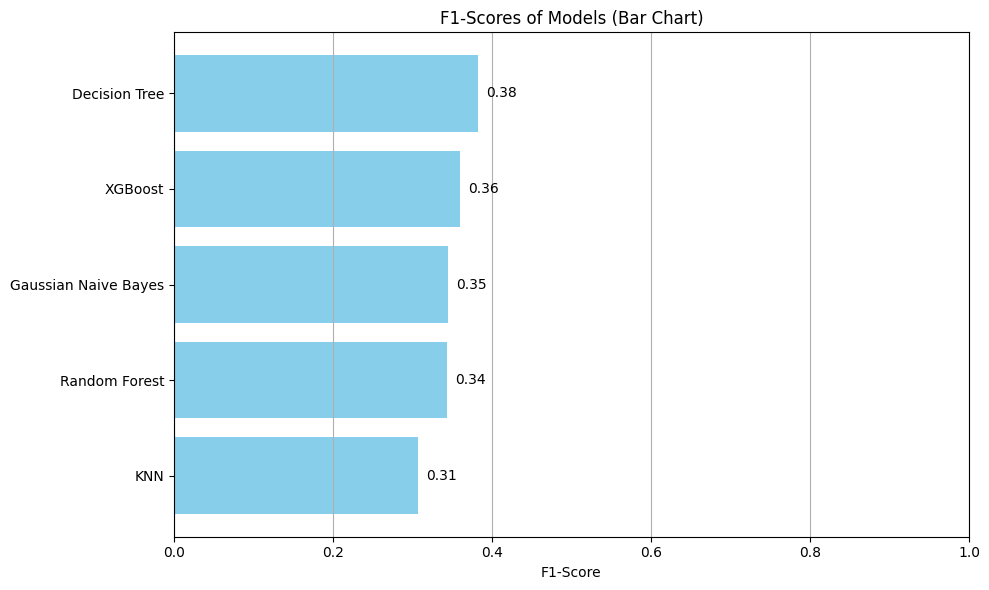 F1-Scores of Models (Bar Chart)
Decision Tree
0.38
XGBoost
0.36
Gaussian Naive Bayes
0.35
Random Forest
0.34
KNN
0.31
0.0 0.2 0.4 0.6 0.8 1.0
F1-Score